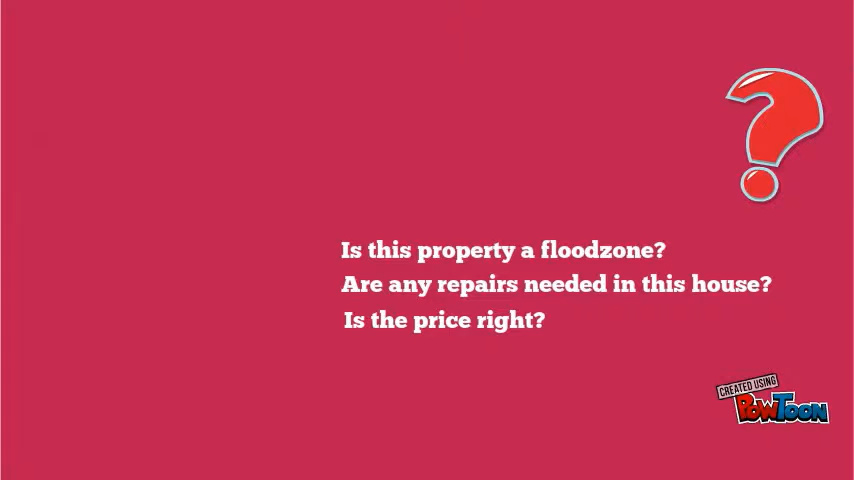 Is this property a floodzone?
Are any repairs needed in this house?
Is the price right?
CREATED USING
POWTOON